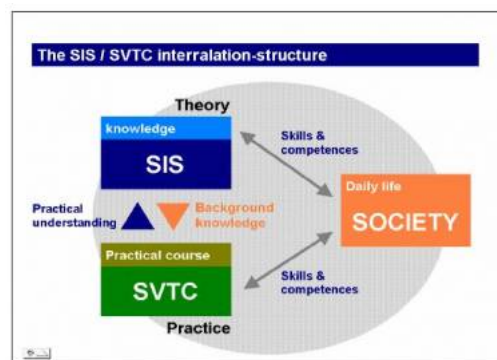 The SIS / SVTC interralation-structure
Theory
knowledge
SIS
Skills &
competences
Daily life
SOCIETY
Practical
understanding
Background
knowledge
Practical course
SVTC
Skills &
competences
Practice